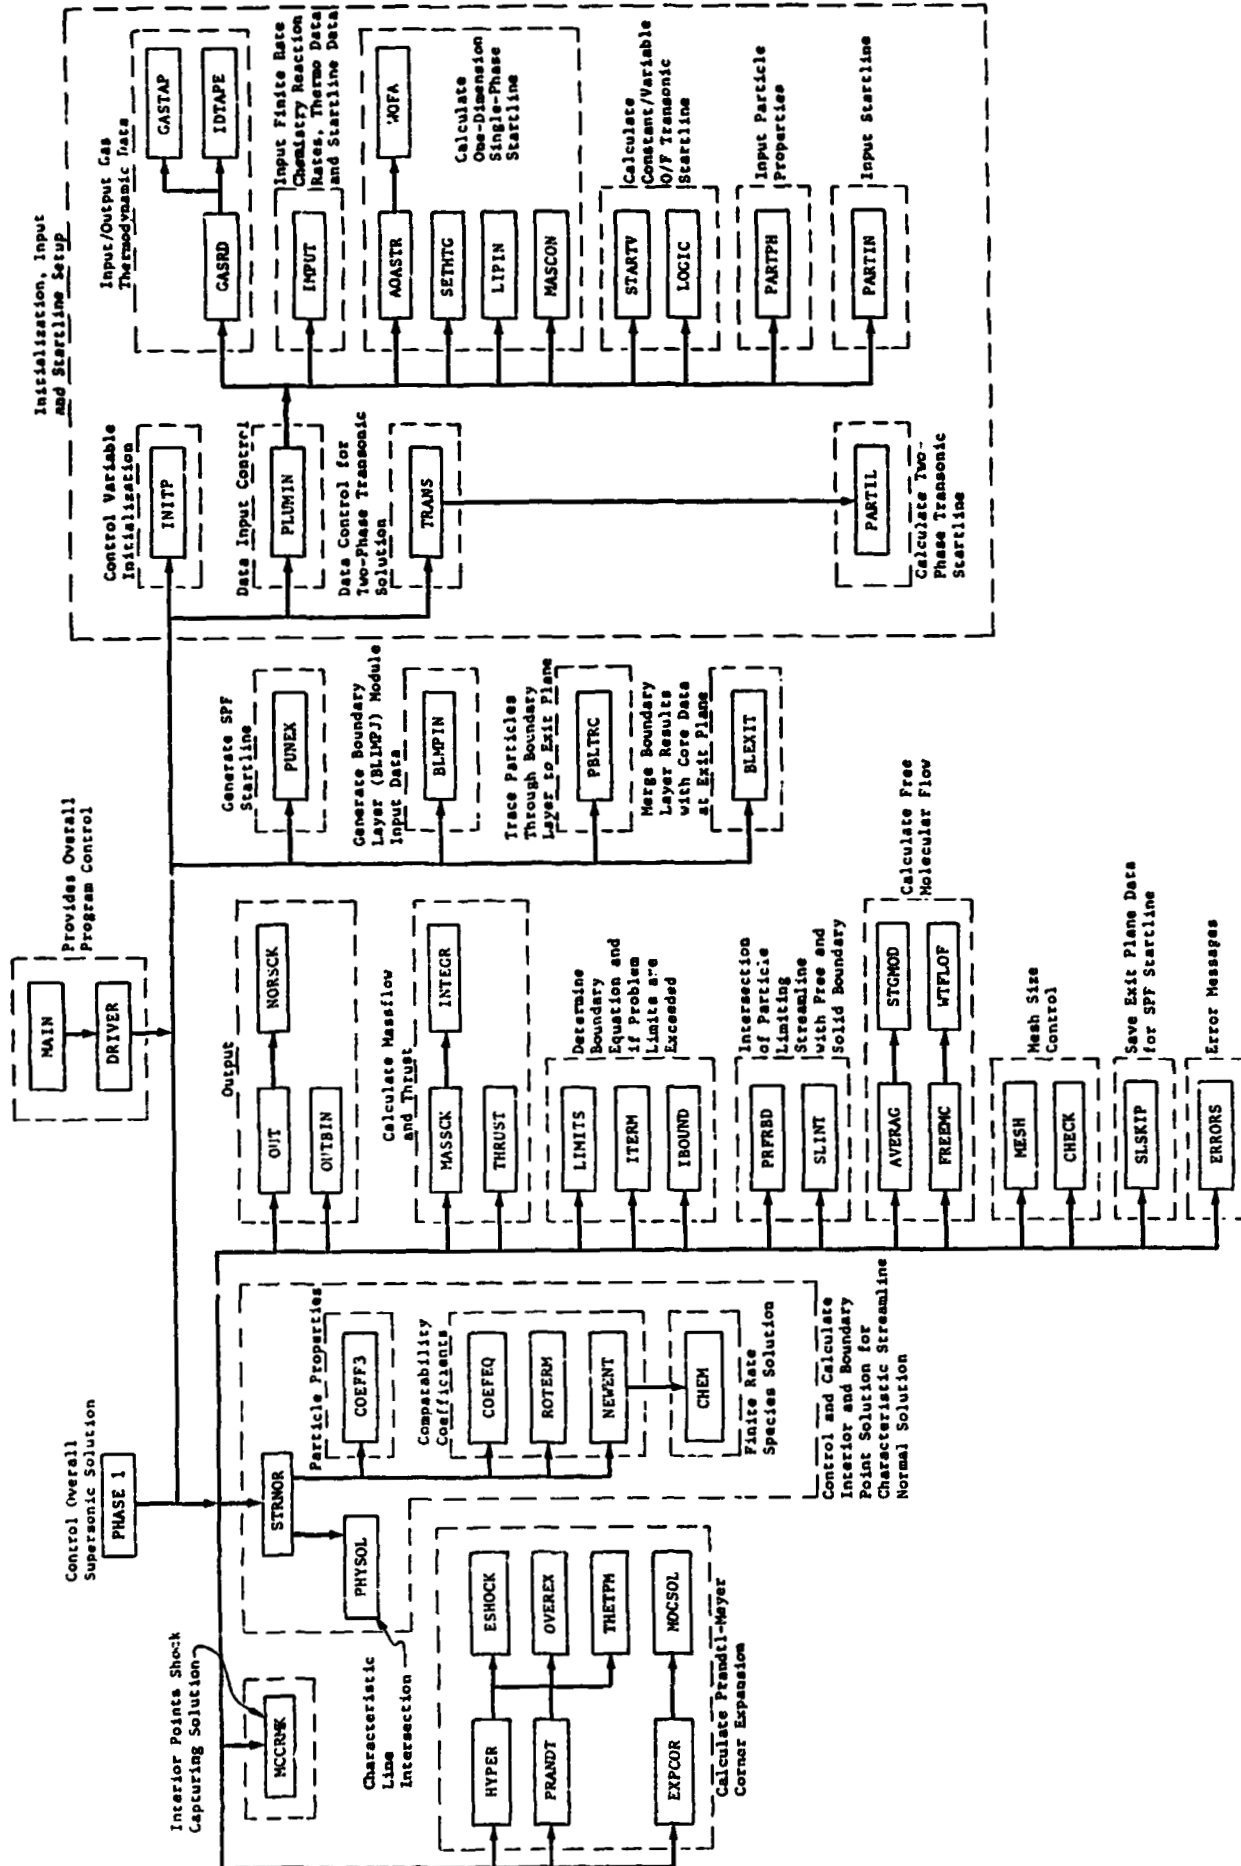 Provides Overall
Program Control
MAIN
DRIVER
Control Overall
Supersonic Solution
PHASE 1
Interior Points Shock
Capturing Solution
MCCRMK
Characteristic
Line
Intersection
STRNOR
PHYSOL
Particle Properties
COEFF3
Compatability
Coefficients
COEFEQ
ROTERM
NEWENT
CHEM
Finite Rate
Species Solution
Control and Calculate
Interior and Boundary
Point Solution for
Characteristic Streamline
Normal Solution
HYPER
PRANDT
EXPCOR
ESHOCK
OVEREX
THETPM
MOCSOL
Calculate Prandtl-Meyer
Corner Expansion
Output
OUT
NORSCK
OUTBIN
Calculate Massflow
and Thrust
MASSCK
INTEGR
THRUST
LIMITS
ITERM
IBOUND
Determine
Boundary
Equation and
if Problem
Limits are
Exceeded
PRFRBD
SLINT
Intersection
of Particle
Limiting
Streamline
with Free and
Solid Boundary
AVERAG
STGMOD
FREEMC
WTFLOF
Calculate Free
Molecular Flow
MESH
CHECK
Mesh Size
Control
SLSKIP
Save Exit Plane Data
for SPF Startline
ERRORS
Error Messages
Generate SPF
Startline
PUNEX
Generate Boundary
Layer (BLIMPJ) Module
Input Data
BLMPIN
Trace Particles
Through Boundary
Layer to Exit Plane
PBLTRC
Merge Boundary
Layer Results
with Core Data
at Exit Plane
BLEXIT
Initialization, Input
and Startline Setup
Control Variable
Initialization
INITP
Data Input Control
PLUMIN
Data Control for
Two-Phase Transonic
Solution
TRANS
PARTIL
Calculate Two-
Phase Transonic
Startline
Input/Output Gas
Thermodynamic Data
GASRD
GASTAP
IDTAPE
IMPUT
Input Finite Rate
Chemistry Reaction
Rates, Thermo Data
and Startline Data
AOASTR
WOFA
SETHTG
LIPIN
MASCON
Calculate
One-Dimension
Single-Phase
Startline
STARTV
LOGIC
Calculate
Constant/Variable
O/F Transonic
Startline
PARTPH
Input Particle
Properties
PARTIN
Input Startline